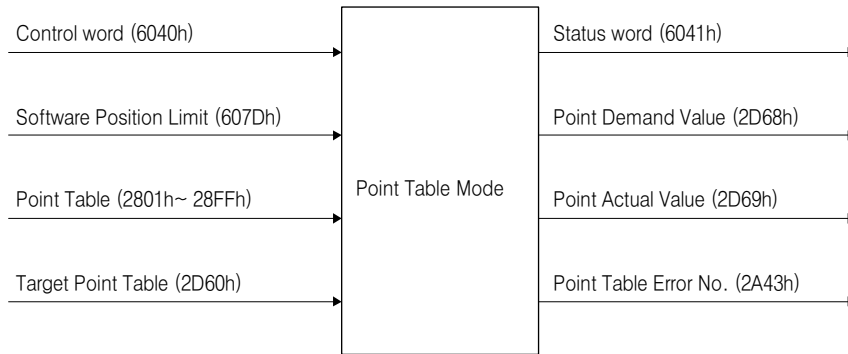 Control word (6040h)
Software Position Limit (607Dh)
Point Table (2801h~ 28FFh)
Target Point Table (2D60h)
Point Table Mode
Status word (6041h)
Point Demand Value (2D68h)
Point Actual Value (2D69h)
Point Table Error No. (2A43h)